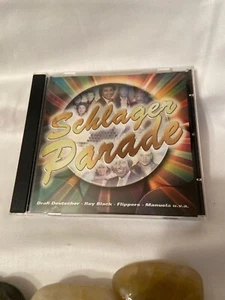 Schlager
Parade
Drafi Deutscher · Roy Black · Flippers · Manuela u.v.a.